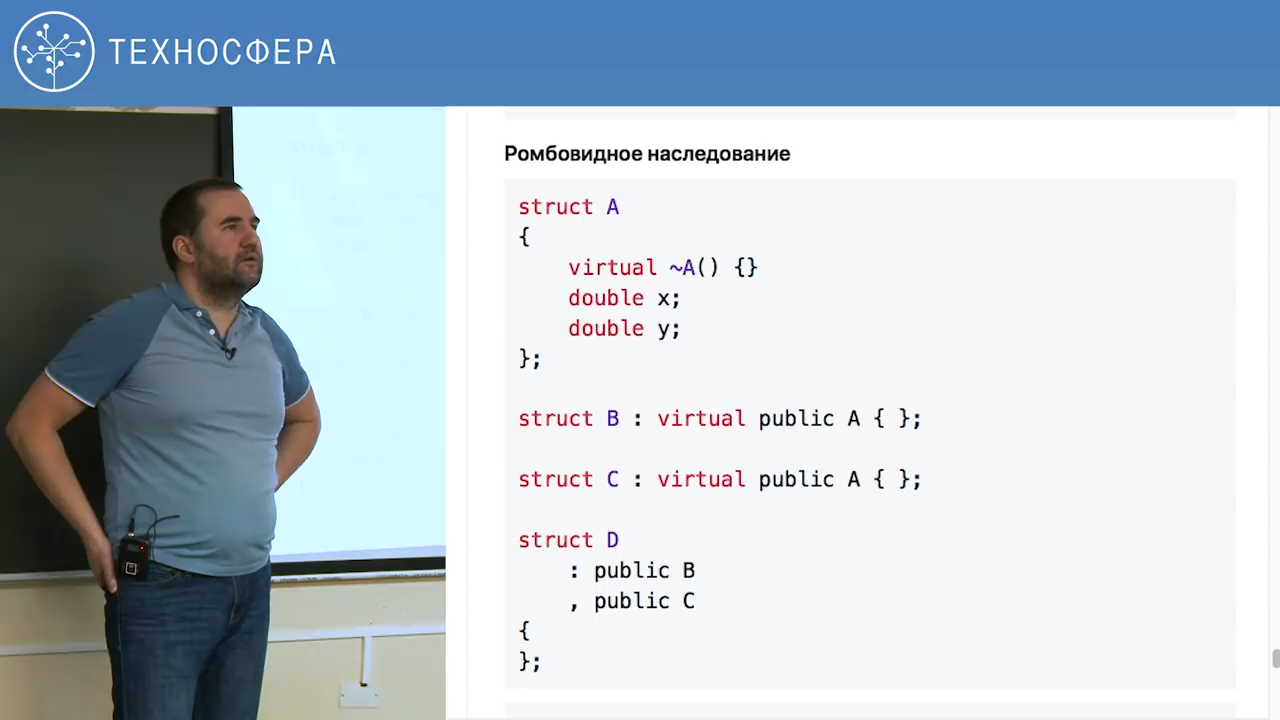 ТЕХНОСФЕРА
Ромбовидное наследование
struct A
{
    virtual ~A() {}
    double x;
    double y;
};
struct B : virtual public A { };
struct C : virtual public A { };
struct D
    : public B
    , public C
{
};